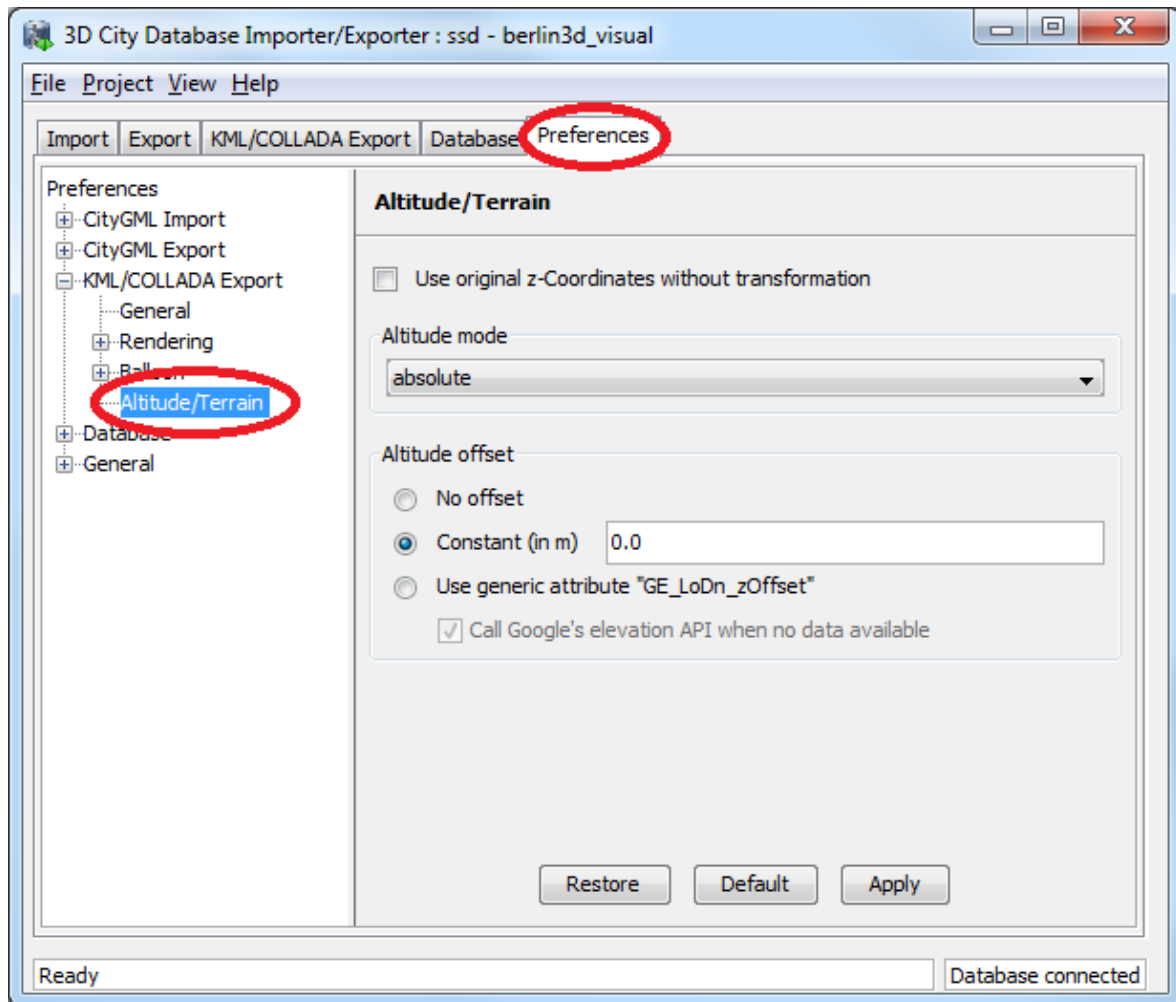 3D City Database Importer/Exporter : ssd - berlin3d_visual
File Project View Help
Import Export KML/COLLADA Export Database Preferences
Preferences
CityGML Import
CityGML Export
KML/COLLADA Export
General
Rendering
Balloon
Altitude/Terrain
Database
General
Altitude/Terrain
Use original z-Coordinates without transformation
Altitude mode
absolute
Altitude offset
No offset
Constant (in m) 0.0
Use generic attribute "GE_LoDn_zOffset"
Call Google's elevation API when no data available
Restore Default Apply
Ready Database connected